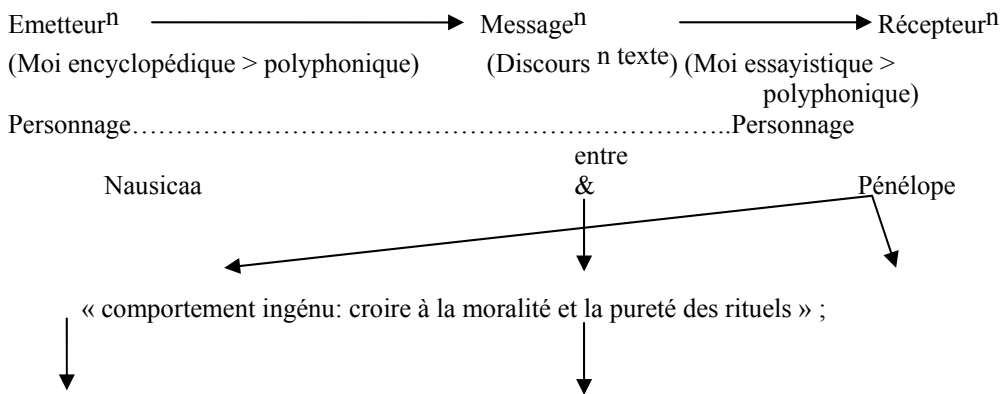 Emetteurⁿ Messageⁿ Récepteurⁿ
(Moi encyclopédique > polyphonique) (Discours ⁿ ᵗᵉˣᵗᵉ) (Moi essayistique >
polyphonique)
Personnage……………………………………………………………..Personnage
entre
Nausicaa & Pénélope
« comportement ingénu: croire à la moralité et la pureté des rituels » ;